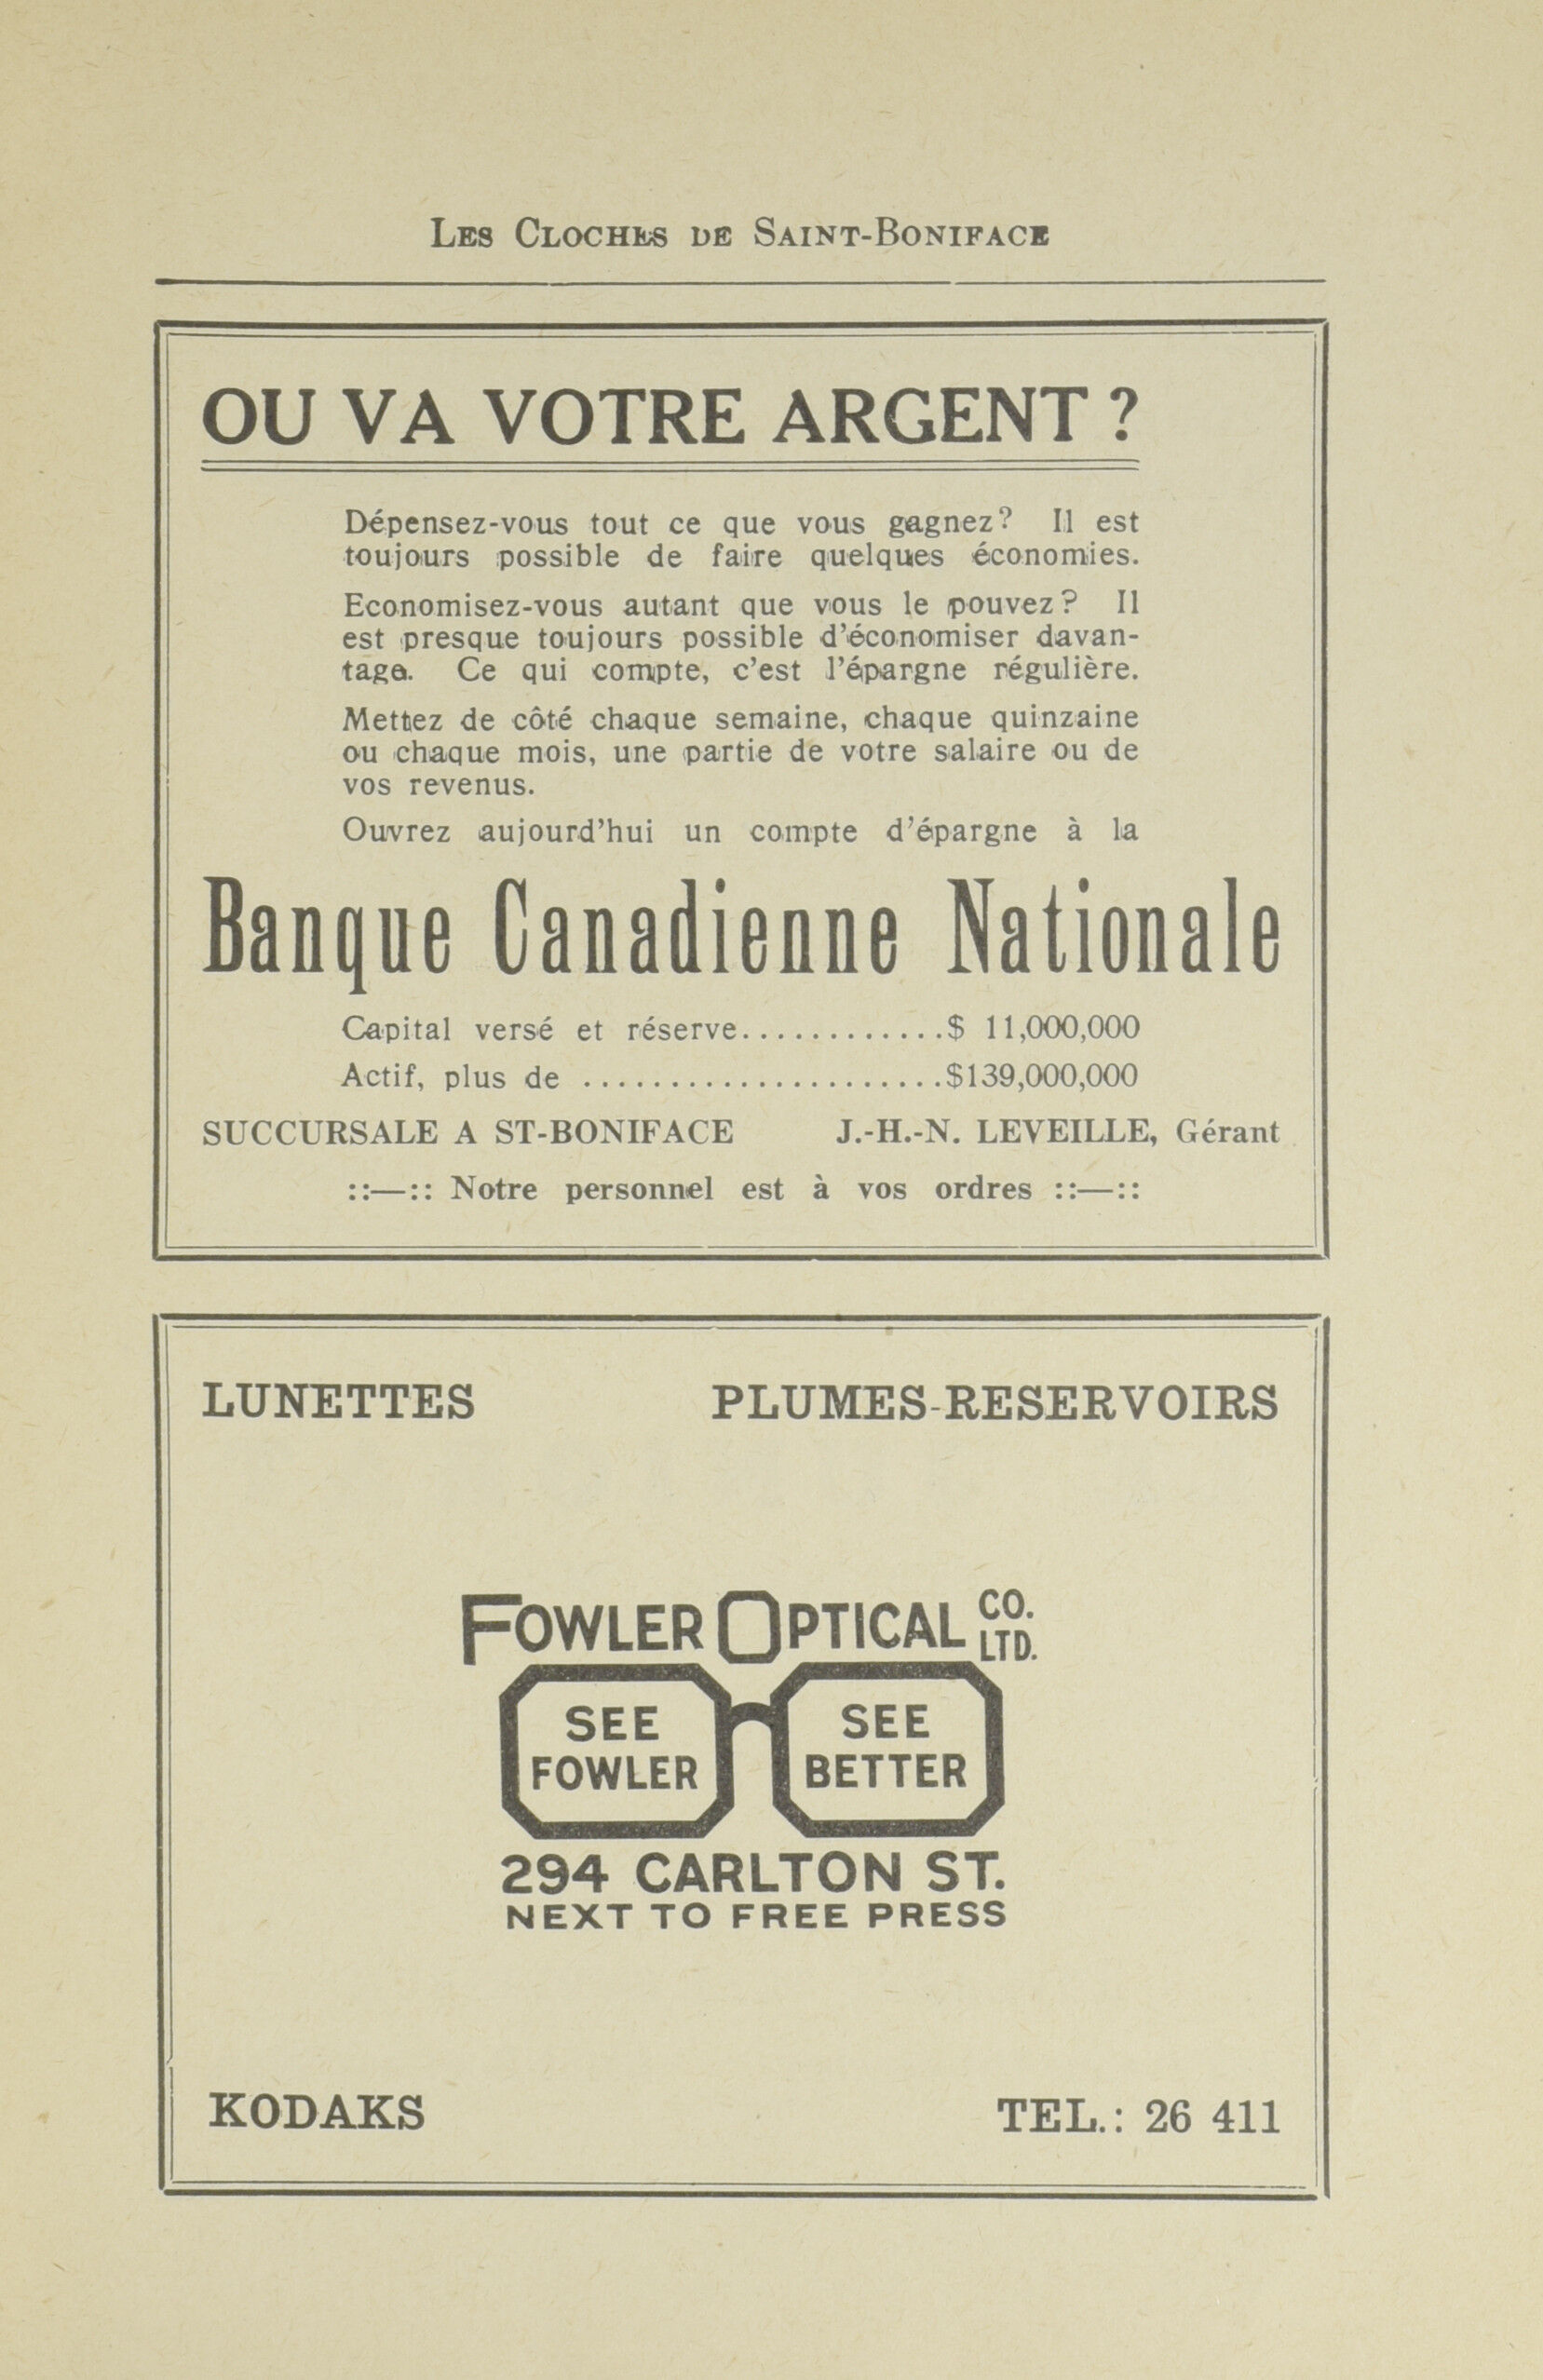 Les Cloches de Saint-Boniface
OU VA VOTRE ARGENT ?
Dépensez-vous tout ce que vous gagnez? Il est
toujours possible de faire quelques économies.
Economisez-vous autant que vous le pouvez? Il
est presque toujours possible d'économiser davan-
tage. Ce qui compte, c'est l'épargne régulière.
Mettez de côté chaque semaine, chaque quinzaine
ou chaque mois, une partie de votre salaire ou de
vos revenus.
Ouvrez aujourd'hui un compte d'épargne à la
Banque Canadienne Nationale
Capital versé et réserve............$ 11,000,000
Actif, plus de .....................$139,000,000
SUCCURSALE A ST-BONIFACE J.-H.-N. LEVEILLE, Gérant
::—:: Notre personnel est à vos ordres ::—::
LUNETTES PLUMES-RESERVOIRS
FOWLER OPTICAL CO. LTD.
SEE FOWLER
SEE BETTER
294 CARLTON ST.
NEXT TO FREE PRESS
KODAKS TEL.: 26 411